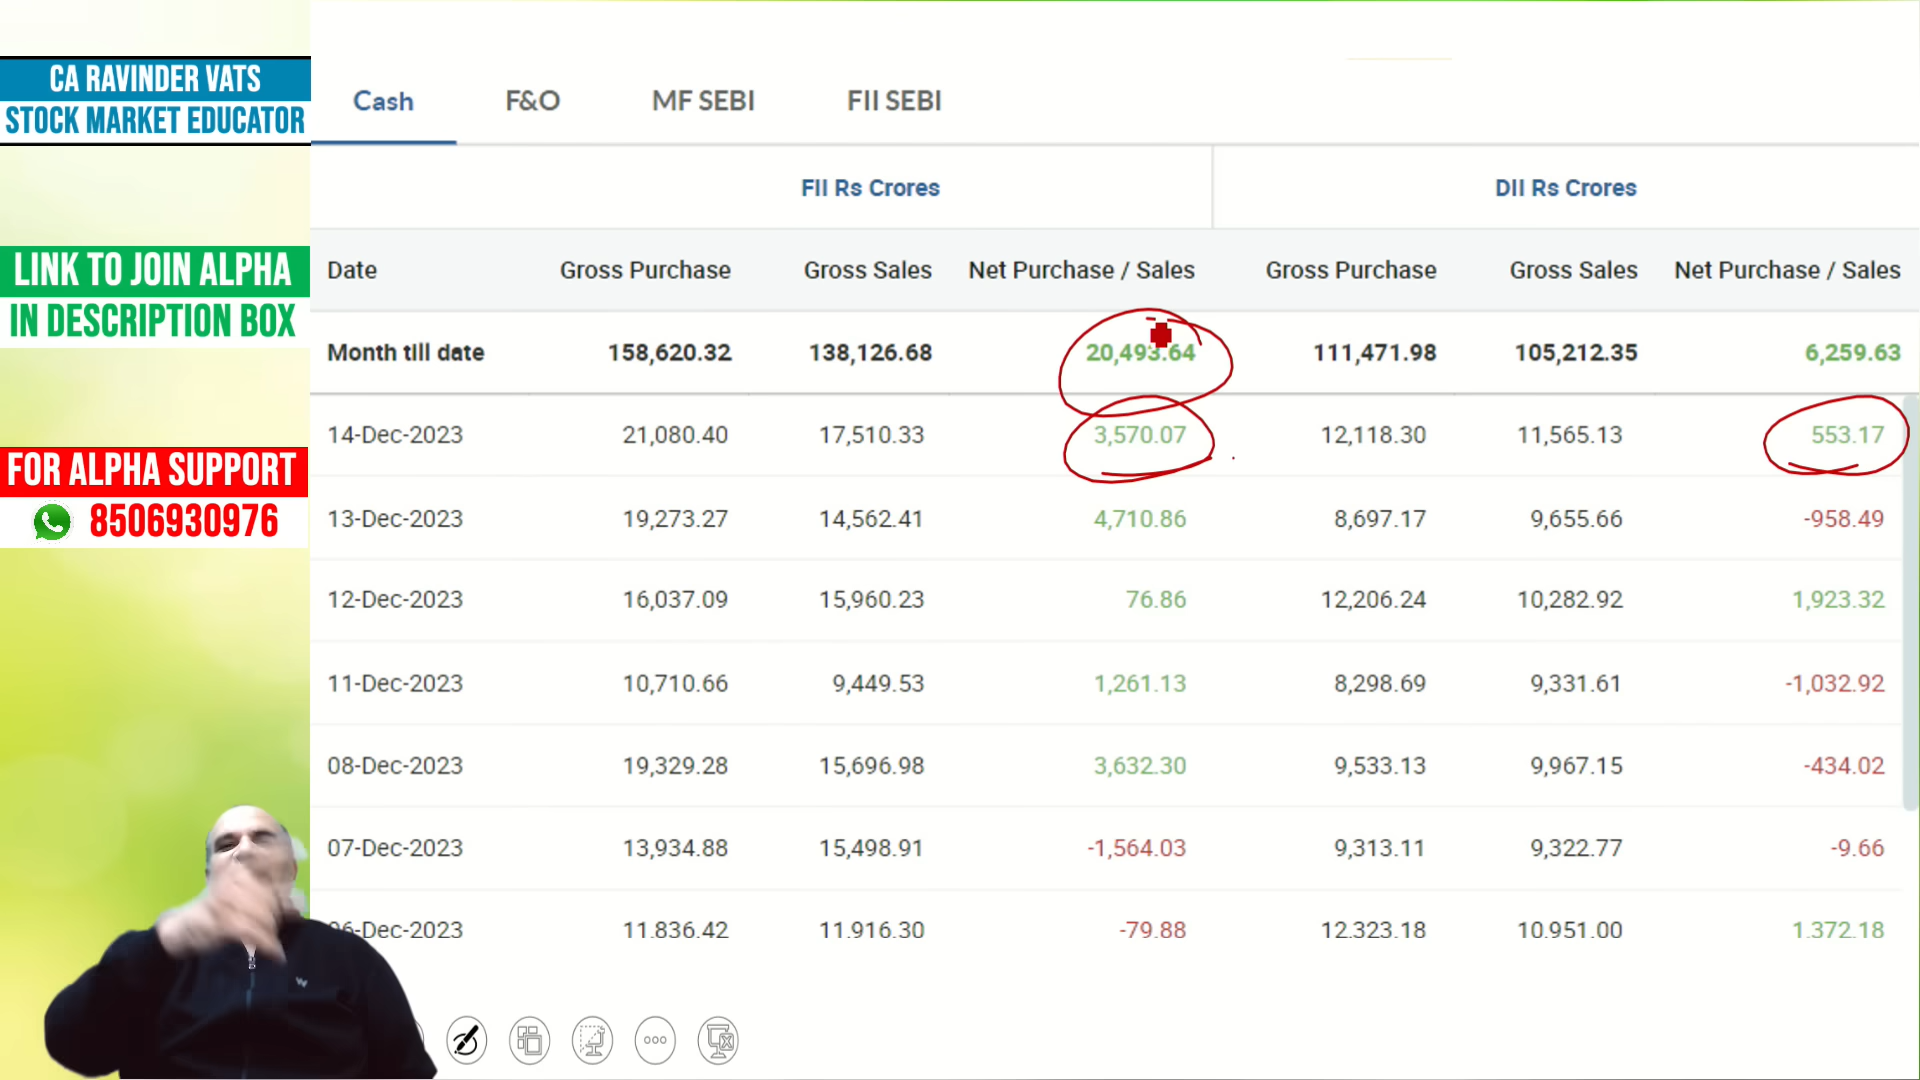 CA RAVINDER VATS
STOCK MARKET EDUCATOR
LINK TO JOIN ALPHA
IN DESCRIPTION BOX
FOR ALPHA SUPPORT
8506930976
Cash F&O MF SEBI FII SEBI
FII Rs Crores DII Rs Crores
Date Gross Purchase Gross Sales Net Purchase / Sales Gross Purchase Gross Sales Net Purchase / Sales
Month till date 158,620.32 138,126.68 20,493.64 111,471.98 105,212.35 6,259.63
14-Dec-2023 21,080.40 17,510.33 3,570.07 12,118.30 11,565.13 553.17
13-Dec-2023 19,273.27 14,562.41 4,710.86 8,697.17 9,655.66 -958.49
12-Dec-2023 16,037.09 15,960.23 76.86 12,206.24 10,282.92 1,923.32
11-Dec-2023 10,710.66 9,449.53 1,261.13 8,298.69 9,331.61 -1,032.92
08-Dec-2023 19,329.28 15,696.98 3,632.30 9,533.13 9,967.15 -434.02
07-Dec-2023 13,934.88 15,498.91 -1,564.03 9,313.11 9,322.77 -9.66
06-Dec-2023 11,836.42 11,916.30 -79.88 12,323.18 10,951.00 1,372.18